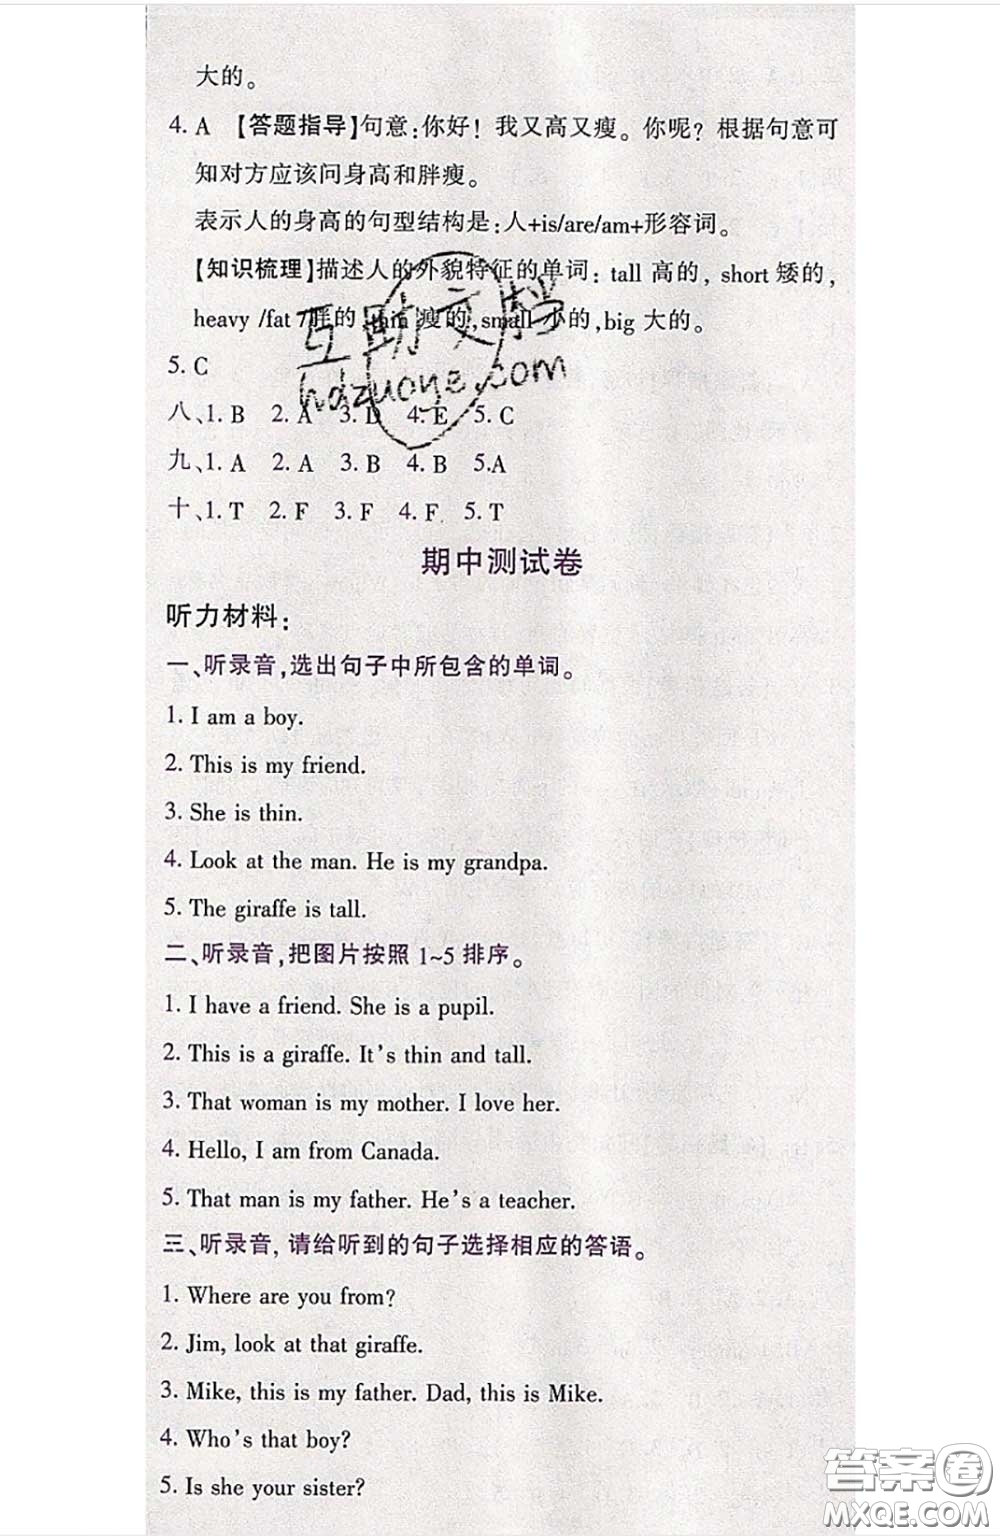 大的。
4. A 【答题指导】句意:你好！我又高又瘦。你呢？根据句意可
知对方应该问身高和胖瘦。
表示人的身高的句型结构是:人+is/are/am+形容词。
【知识梳理】描述人的外貌特征的单词: tall 高的, short 矮的,
heavy /fat /胖的, thin 瘦的, small 小的, big 大的。
互助文档
hdzuoye.com
5. C
八、1. B 2. A 3. D 4. E 5. C
九、1. A 2. A 3. B 4. B 5.A
十、1. T 2. F 3. F 4. F 5. T
期中测试卷
听力材料:
一、听录音,选出句子中所包含的单词。
1. I am a boy.
2. This is my friend.
3. She is thin.
4. Look at the man. He is my grandpa.
5. The giraffe is tall.
二、听录音,把图片按照 1~5 排序。
1. I have a friend. She is a pupil.
2. This is a giraffe. It's thin and tall.
3. That woman is my mother. I love her.
4. Hello, I am from Canada.
5. That man is my father. He's a teacher.
三、听录音, 请给听到的句子选择相应的答语。
1. Where are you from?
2. Jim, look at that giraffe.
3. Mike, this is my father. Dad, this is Mike.
4. Who's that boy?
5. Is she your sister?
答案圈
MXQE.COM